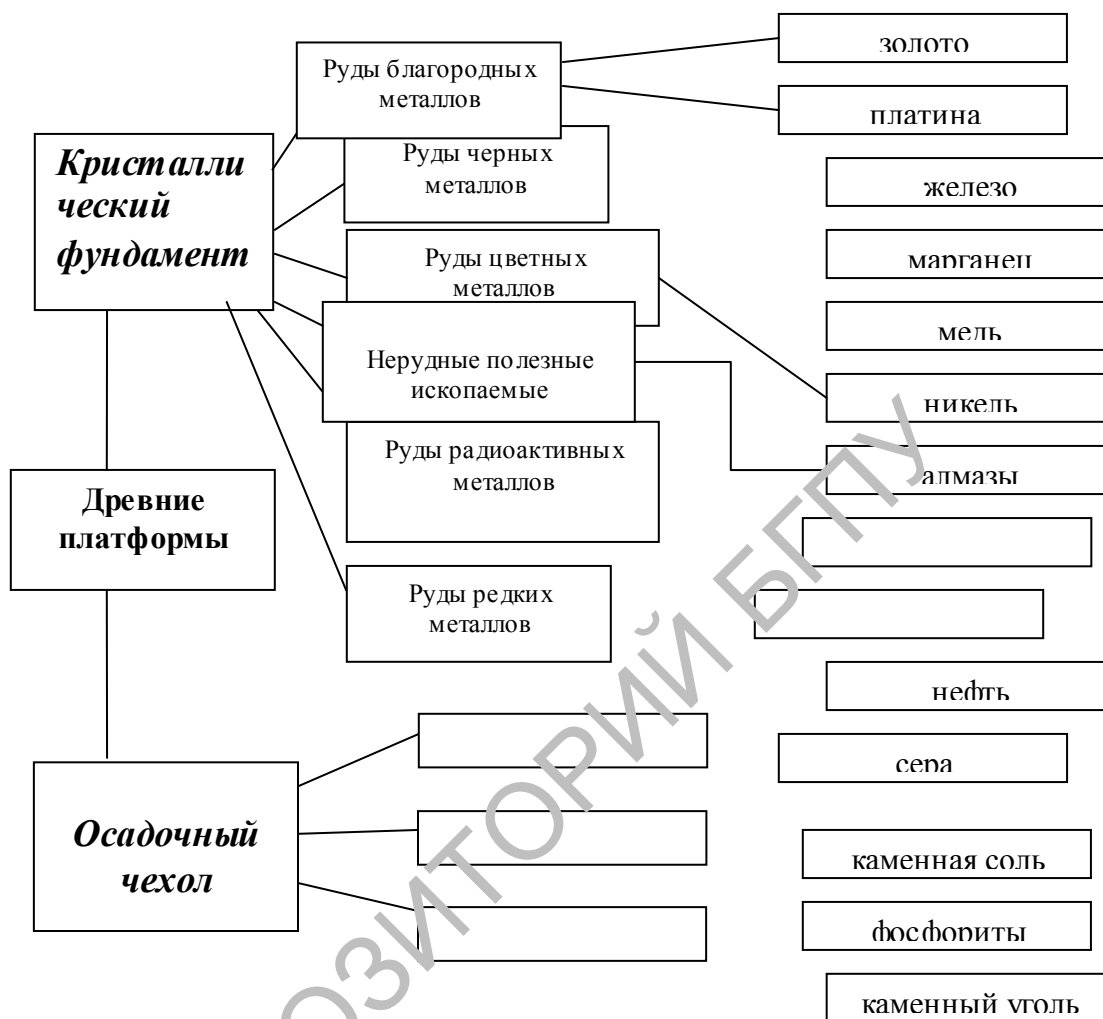 золото
Руды благородных
металлов
платина
Кристалли
ческий
фундамент
Руды черных
металлов
железо
Руды цветных
металлов
марганец
медь
Нерудные полезные
ископаемые
никель
Руды радиоактивных
металлов
алмазы
Древние
платформы
Руды редких
металлов
нефть
сера
Осадочный
чехол
каменная соль
фосфориты
каменный уголь
ОЗИТОРИЙ БГПУ